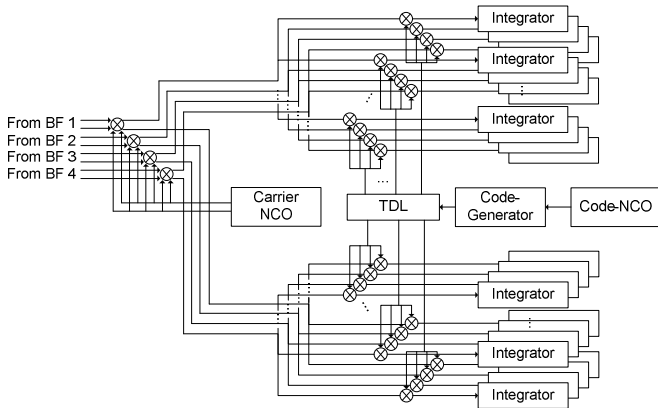 Integrator
Integrator
Integrator
From BF 1
From BF 2
From BF 3
From BF 4
Carrier
NCO
TDL
Code-
Generator
Code-NCO
Integrator
Integrator
Integrator